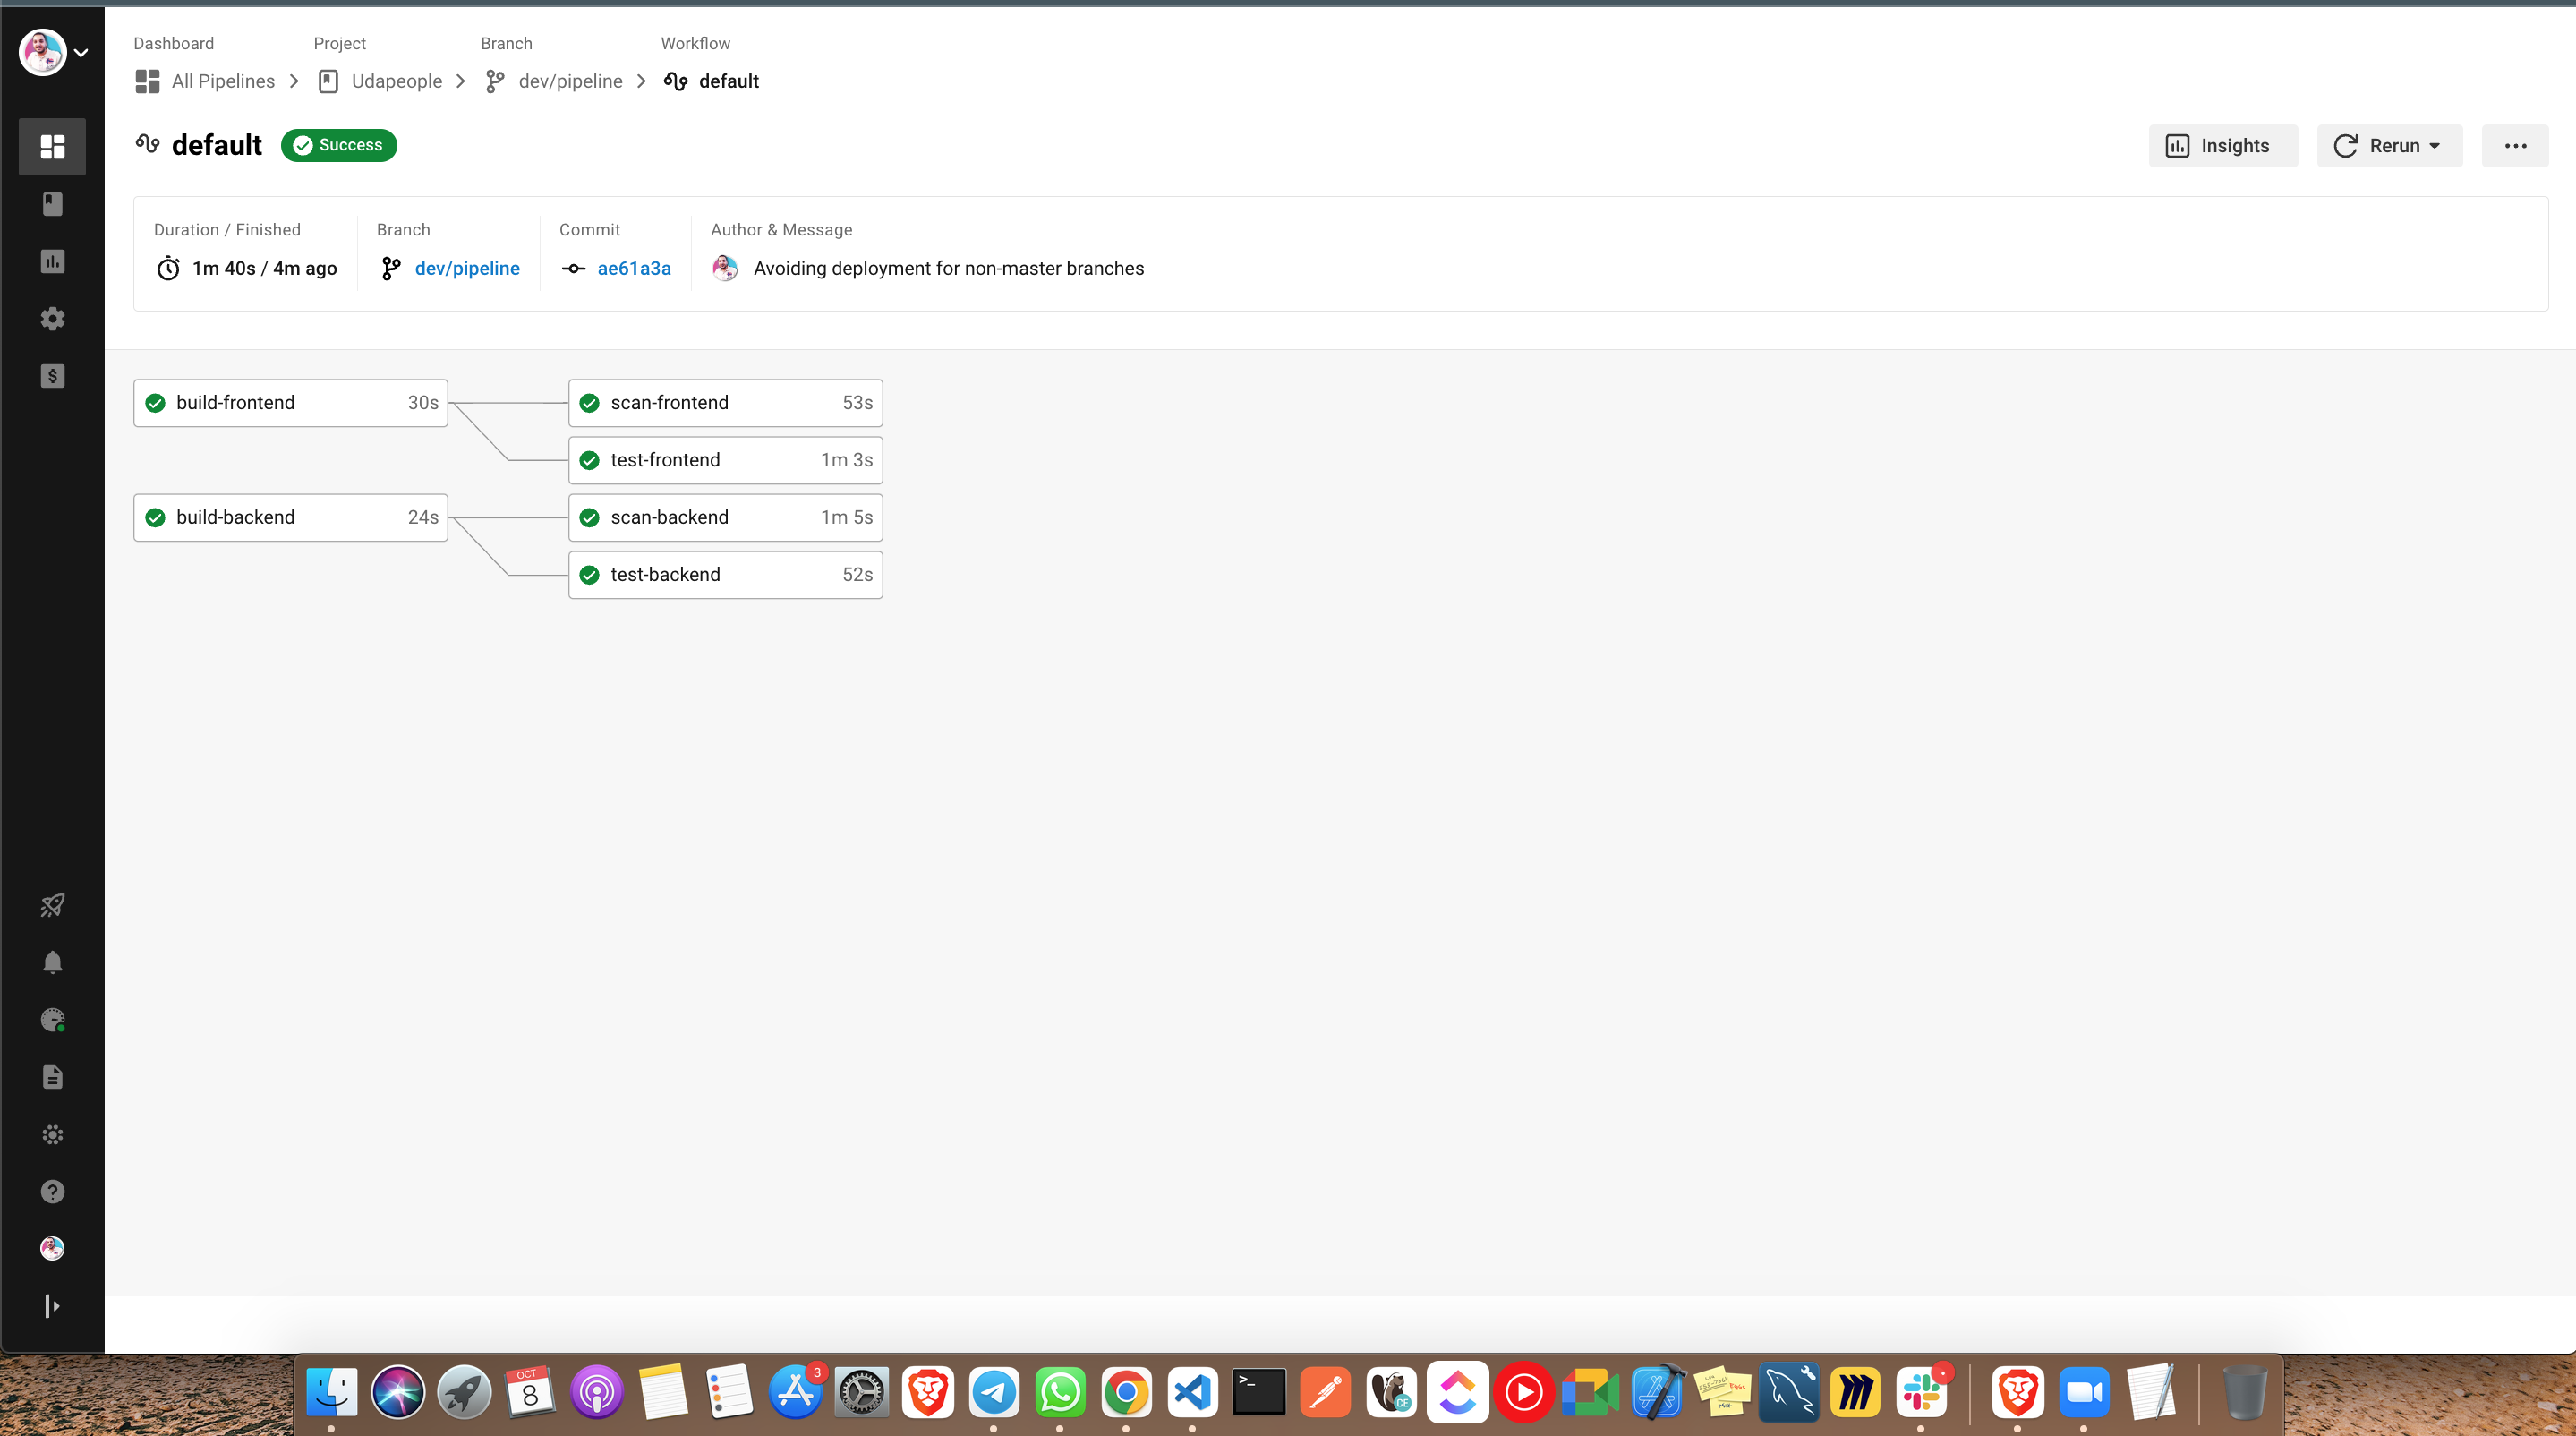 Dashboard Project Branch Workflow
All Pipelines Udapeople dev/pipeline default
default Success Insights Rerun
Duration / Finished Branch Commit Author & Message
1m 40s / 4m ago dev/pipeline ae61a3a Avoiding deployment for non-master branches
build-frontend 30s scan-frontend 53s
test-frontend 1m 3s
build-backend 24s scan-backend 1m 5s
test-backend 52s
OCT
8
3
CE